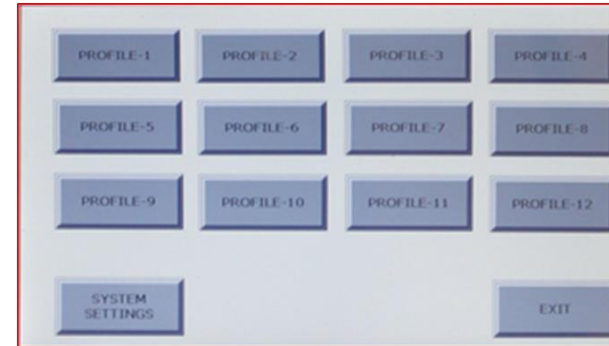 PROFILE-1 PROFILE-2 PROFILE-3 PROFILE-4
PROFILE-5 PROFILE-6 PROFILE-7 PROFILE-8
PROFILE-9 PROFILE-10 PROFILE-11 PROFILE-12
SYSTEM
SETTINGS
EXIT